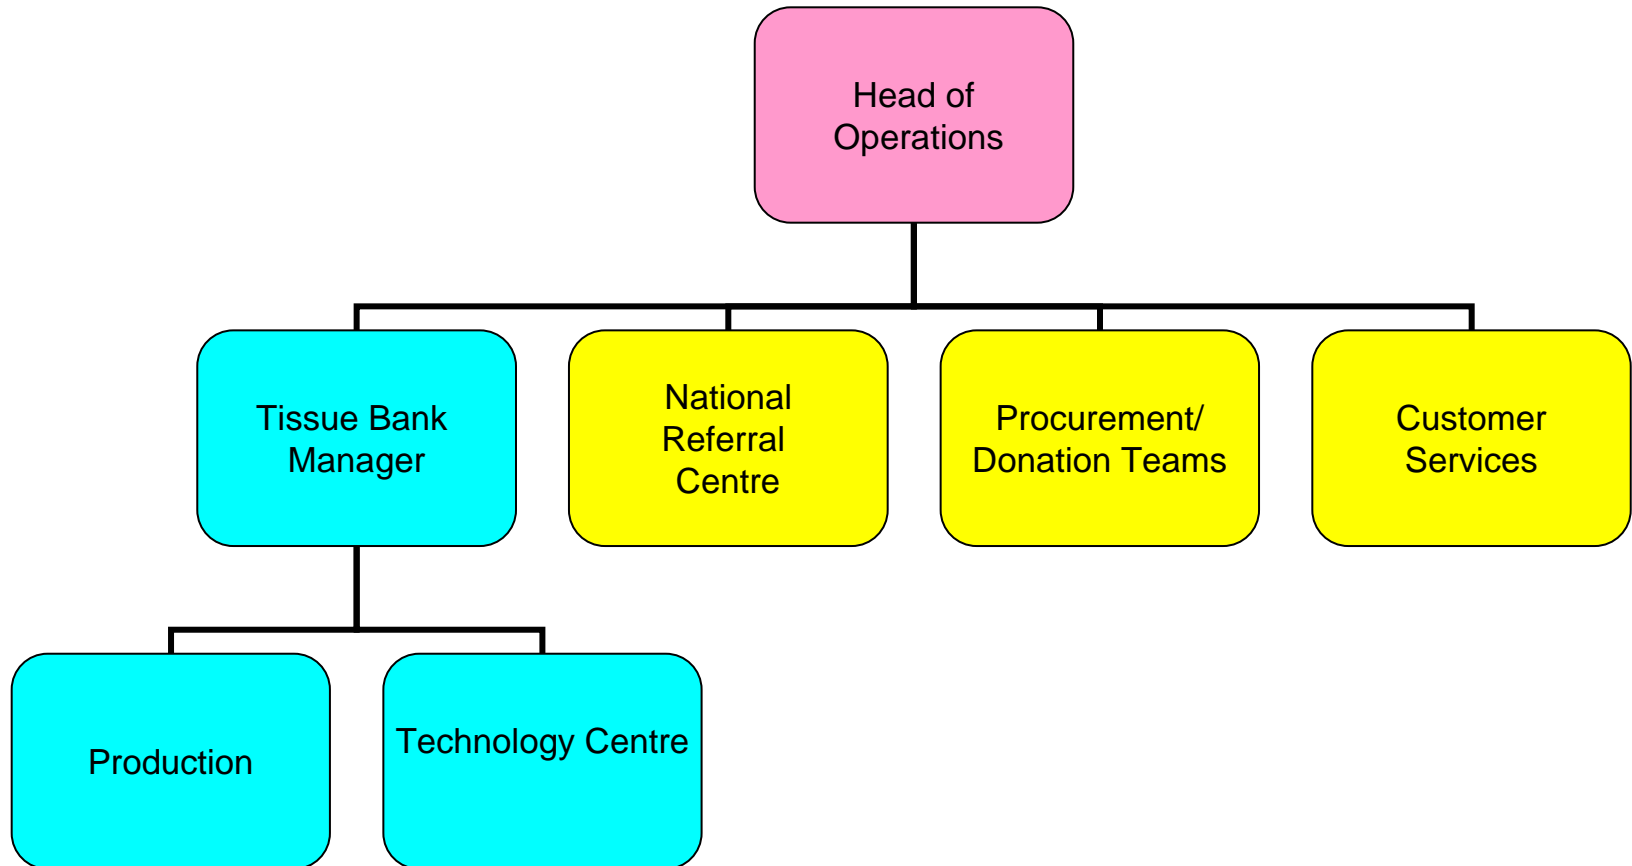 Head of
Operations
Tissue Bank
Manager
National
Referral
Centre
Procurement/
Donation Teams
Customer
Services
Production
Technology Centre